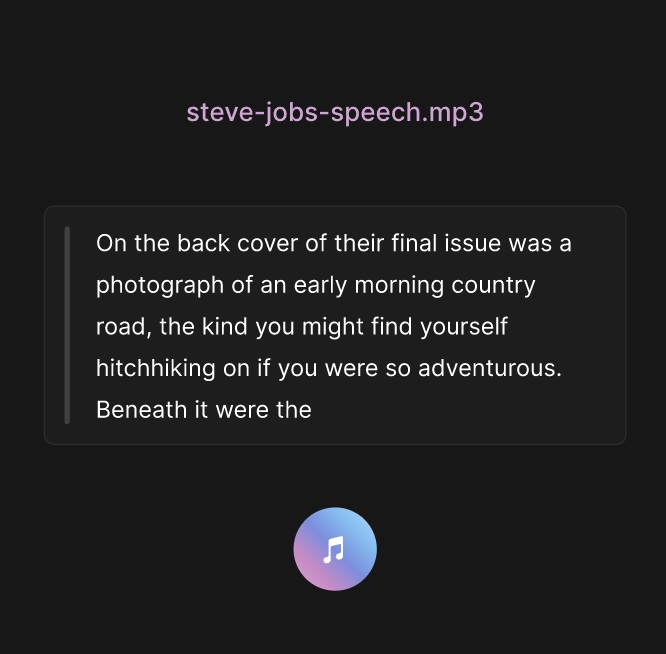 steve-jobs-speech.mp3
On the back cover of their final issue was a
photograph of an early morning country
road, the kind you might find yourself
hitchhiking on if you were so adventurous.
Beneath it were the